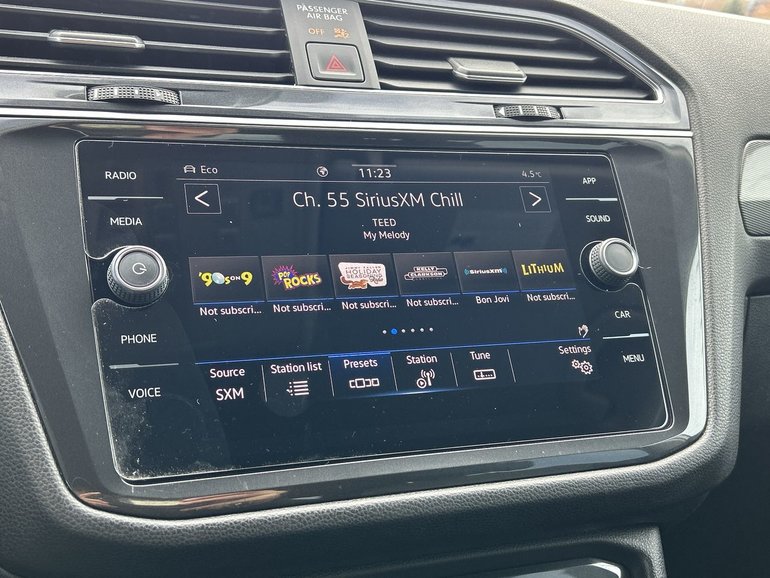 PASSENGER
AIR BAG
OFF
RADIO
MEDIA
PHONE
VOICE
Eco
11:23
4.5°C
Ch. 55 SiriusXM Chill
TEED
My Melody
'90s ON 9
POP ROCKS
HOLIDAY
KELLY CLARKSON
SiriusXM
LITHIUM
Not subscri...
Not subscri...
Not subscri...
Not subscri...
Bon Jovi
Not subscri...
Source
SXM
Station list
Presets
Station
Tune
Settings
APP
SOUND
CAR
MENU